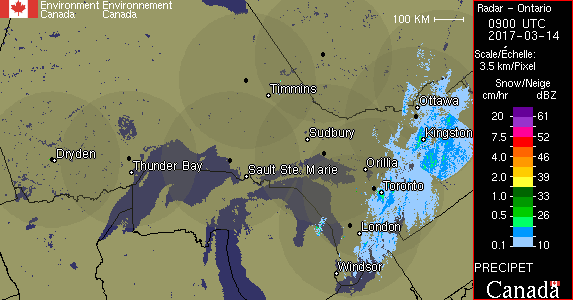 Environment Environnement
Canada Canada
100 KM
Timmins
Ottawa
Sudbury
Kingston
Dryden
Thunder Bay
Sault Ste. Marie
Orillia
Toronto
London
Windsor
Radar - Ontario
0900 UTC
2017-03-14
Scale/Échelle:
3.5 km/Pixel
Snow/Neige
cm/hr dBZ
20 61
7.5 52
4.0 46
2.0 39
1.0 33
0.5 26
0.1 10
PRECIPET
Canada